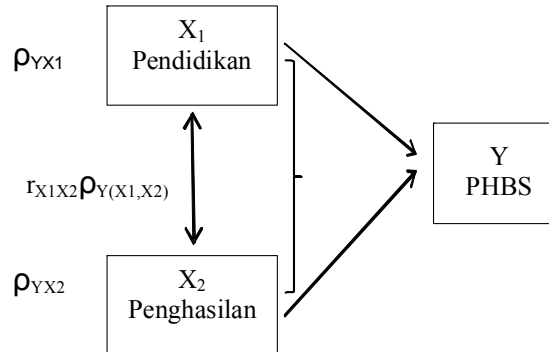 X₁
Pendidikan
ρYX1
Y
PHBS
rX1X2ρY(X1,X2)
ρYX2
X₂
Penghasilan